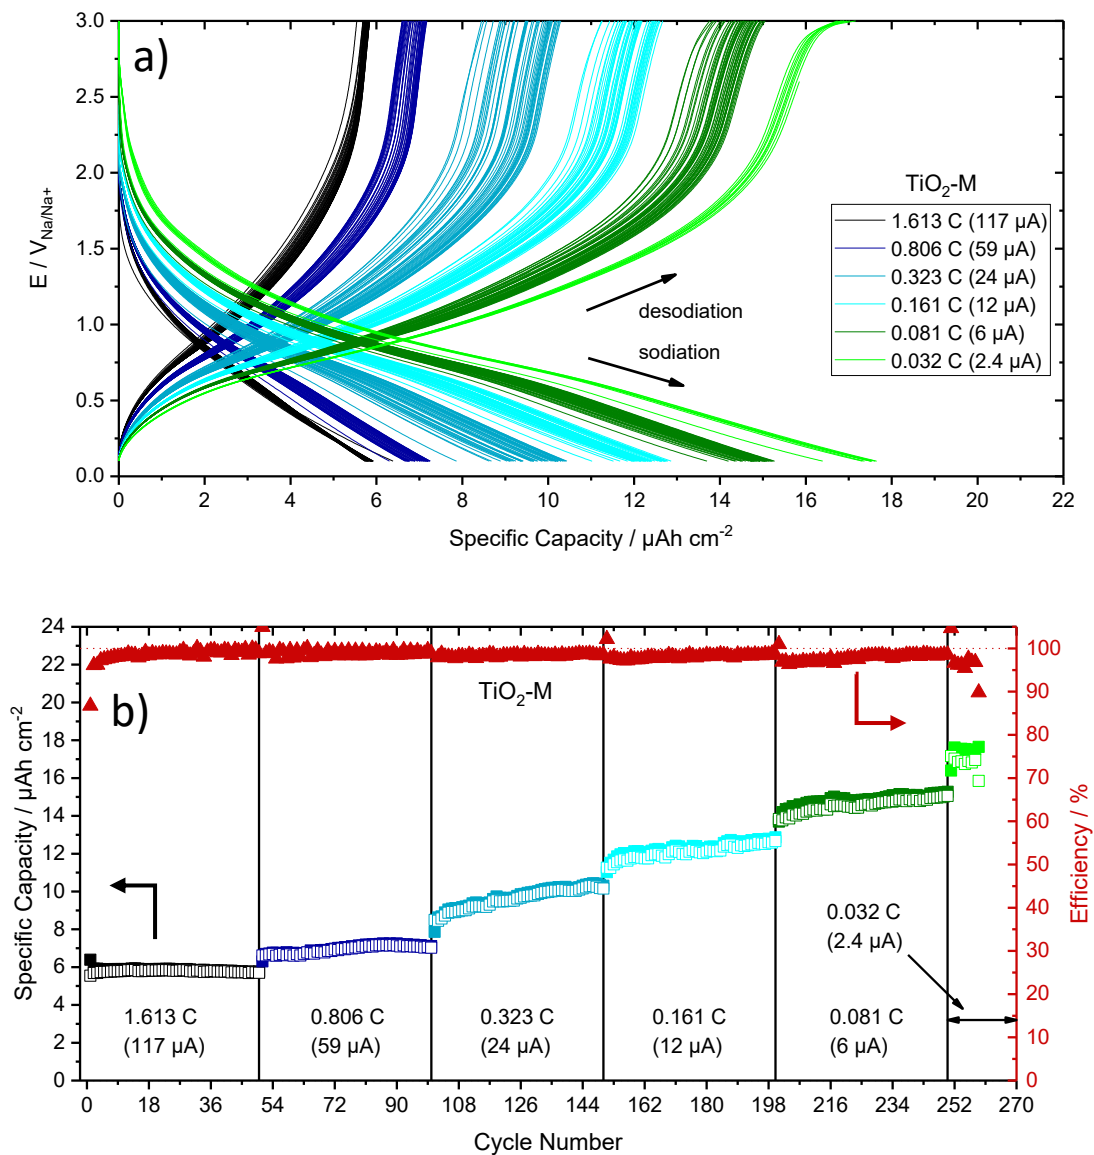 a)
3.0
2.5
2.0
1.5
1.0
0.5
0.0
E / V_Na/Na+
TiO₂-M
1.613 C (117 µA)
0.806 C (59 µA)
0.323 C (24 µA)
0.161 C (12 µA)
0.081 C (6 µA)
0.032 C (2.4 µA)
desodiation
sodiation
0 2 4 6 8 10 12 14 16 18 20 22
Specific Capacity / µAh cm⁻²
b)
TiO₂-M
24
22
20
18
16
14
12
10
8
6
4
2
0
Specific Capacity / µAh cm⁻²
100
90
80
70
60
50
40
30
20
10
0
Efficiency / %
0.032 C
(2.4 µA)
1.613 C
(117 µA)
0.806 C
(59 µA)
0.323 C
(24 µA)
0.161 C
(12 µA)
0.081 C
(6 µA)
0 18 36 54 72 90 108 126 144 162 180 198 216 234 252 270
Cycle Number